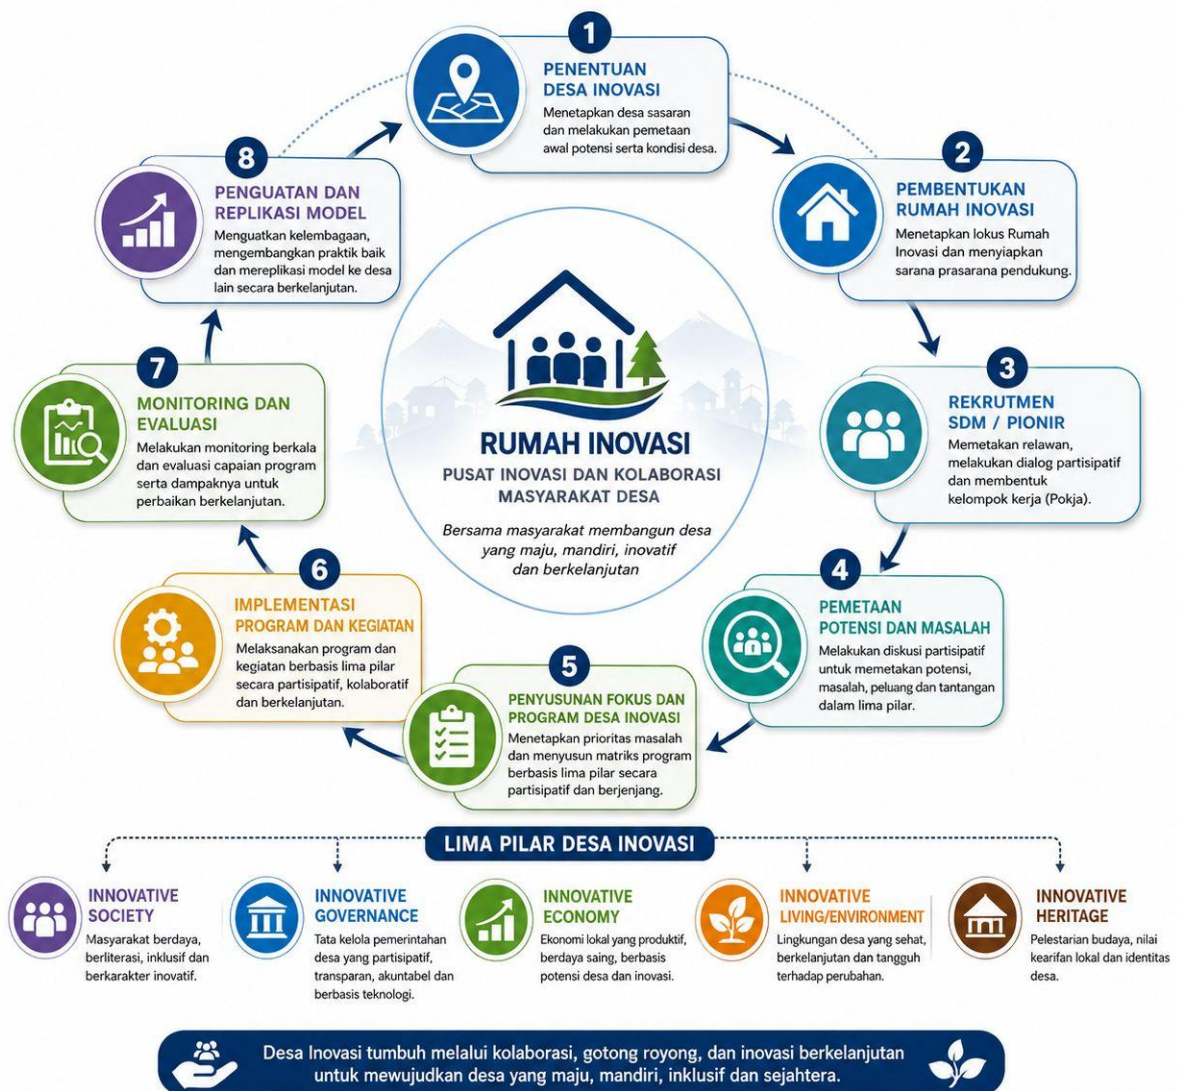 1
PENENTUAN
DESA INOVASI
Menetapkan desa sasaran
dan melakukan pemetaan
awal potensi serta kondisi desa.
2
PEMBENTUKAN
RUMAH INOVASI
Menetapkan lokus Rumah
Inovasi dan menyiapkan
sarana prasarana pendukung.
3
REKRUTMEN
SDM / PIONIR
Memetakan relawan,
melakukan dialog partisipatif
dan membentuk
kelompok kerja (Pokja).
4
PEMETAAN
POTENSI DAN MASALAH
Melakukan diskusi partisipatif
untuk memetakan potensi,
masalah, peluang dan tantangan
dalam lima pilar.
5
PENYUSUNAN FOKUS DAN
PROGRAM DESA INOVASI
Menetapkan prioritas masalah
dan menyusun matriks program
berbasis lima pilar secara
partisipatif dan berjenjang.
6
IMPLEMENTASI
PROGRAM DAN KEGIATAN
Melaksanakan program dan
kegiatan berbasis lima pilar
secara partisipatif, kolaboratif
dan berkelanjutan.
7
MONITORING DAN
EVALUASI
Melakukan monitoring berkala
dan evaluasi capaian program
serta dampaknya untuk
perbaikan berkelanjutan.
8
PENGUATAN DAN
REPLIKASI MODEL
Menguatkan kelembagaan,
mengembangkan praktik baik
dan mereplikasi model ke desa
lain secara berkelanjutan.
RUMAH INOVASI
PUSAT INOVASI DAN KOLABORASI
MASYARAKAT DESA
Bersama masyarakat membangun desa
yang maju, mandiri, inovatif
dan berkelanjutan
LIMA PILAR DESA INOVASI
INNOVATIVE
SOCIETY
Masyarakat berdaya,
berliterasi, inklusif dan
berkarakter inovatif.
INNOVATIVE
GOVERNANCE
Tata kelola pemerintahan
desa yang partisipatif,
transparan, akuntabel dan
berbasis teknologi.
INNOVATIVE
ECONOMY
Ekonomi lokal yang produktif,
berdaya saing, berbasis
potensi desa dan inovasi.
INNOVATIVE
LIVING/ENVIRONMENT
Lingkungan desa yang sehat,
berkelanjutan dan tangguh
terhadap perubahan.
INNOVATIVE
HERITAGE
Pelestarian budaya, nilai
kearifan lokal dan identitas
desa.
Desa Inovasi tumbuh melalui kolaborasi, gotong royong, dan inovasi berkelanjutan
untuk mewujudkan desa yang maju, mandiri, inklusif dan sejahtera.